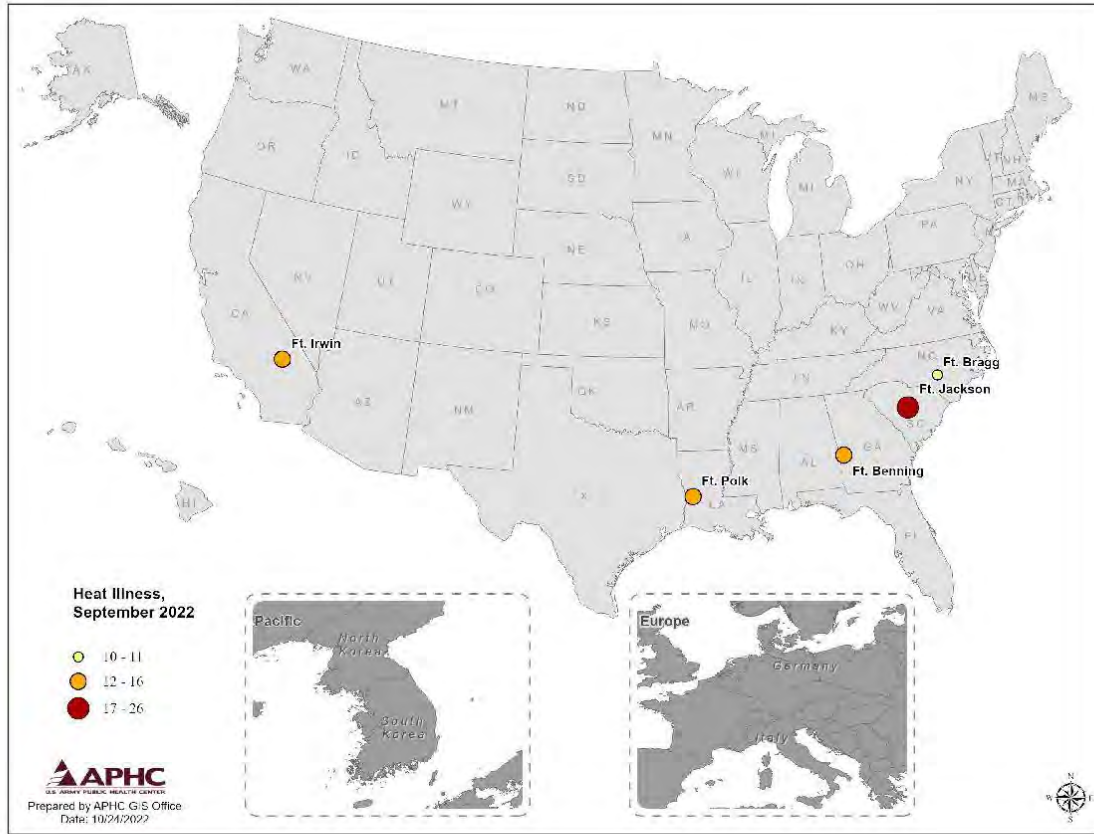 AK
WA
MT
ND
MN
ME
OR
ID
SD
WI
MI
MI
VT
NH
NY
MA
CT
WY
IA
PA
NE
NV
UT
CO
IL
IN
OH
NJ
DE
CA
KS
MO
WV
VA
KY
Ft. Irwin
NC
Ft. Bragg
TN
Ft. Jackson
AZ
NM
OK
AR
SC
MS
AL
GA
Ft. Benning
Ft. Polk
TX
LA
HI
FL
Heat Illness,
September 2022
10 - 11
12 - 16
17 - 26
Pacific
North
Korea
South
Korea
Europe
Germany
Italy
APHC
U.S. ARMY PUBLIC HEALTH CENTER
Prepared by APHC GIS Office
Date: 10/24/2022
N
W
E
S